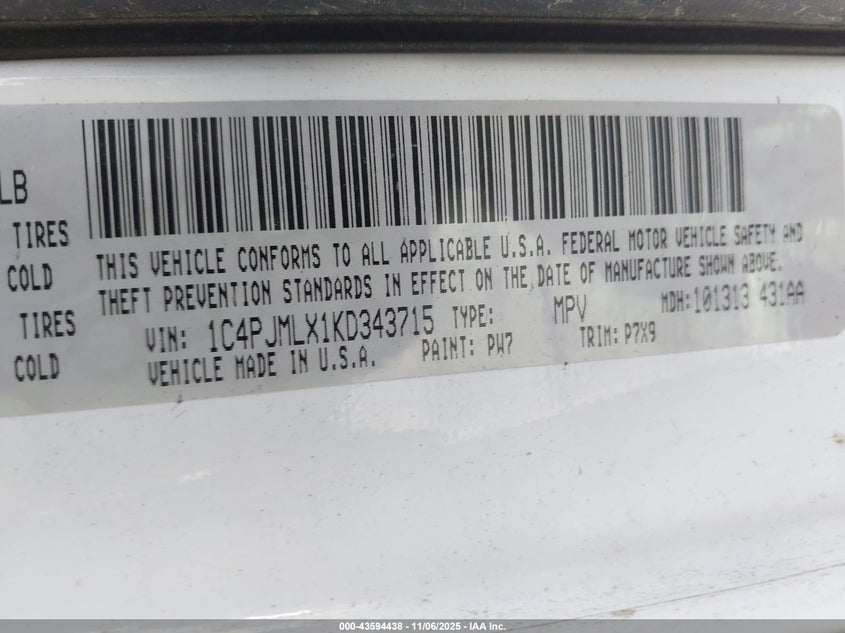 LB
TIRES
COLD
TIRES
COLD
THIS VEHICLE CONFORMS TO ALL APPLICABLE U.S.A. FEDERAL MOTOR VEHICLE SAFETY AND
THEFT PREVENTION STANDARDS IN EFFECT ON THE DATE OF MANUFACTURE SHOWN ABOVE.
VIN: 1C4PJMLX1KD343715 TYPE: MPV MDH:101313 431AA
VEHICLE MADE IN U.S.A. PAINT: PW7 TRIM: P7X9
000-43594438 - 11/06/2025 - IAA Inc.